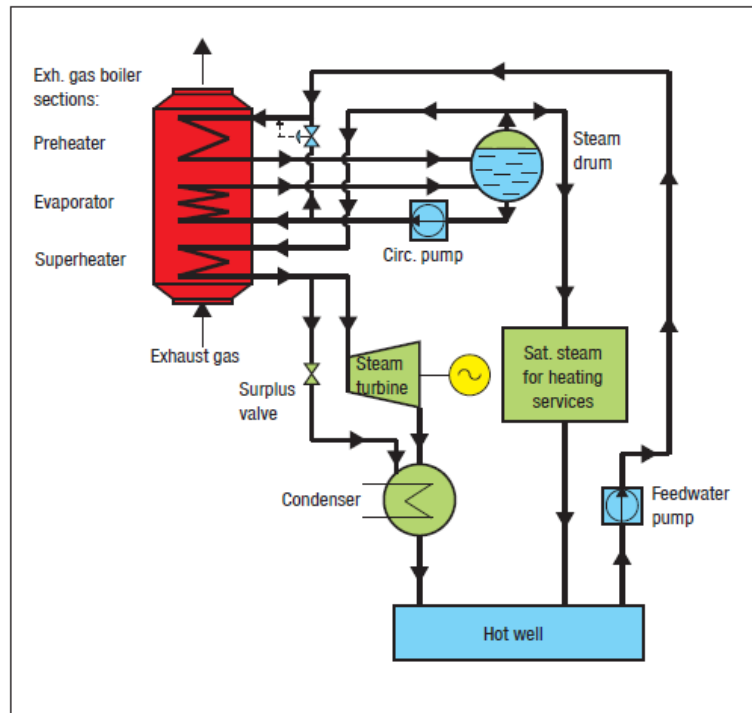 Exh. gas boiler
sections:
Preheater
Evaporator
Superheater
Exhaust gas
Steam
drum
Circ. pump
Surplus
valve
Steam
turbine
Sat. steam
for heating
services
Condenser
Feedwater
pump
Hot well